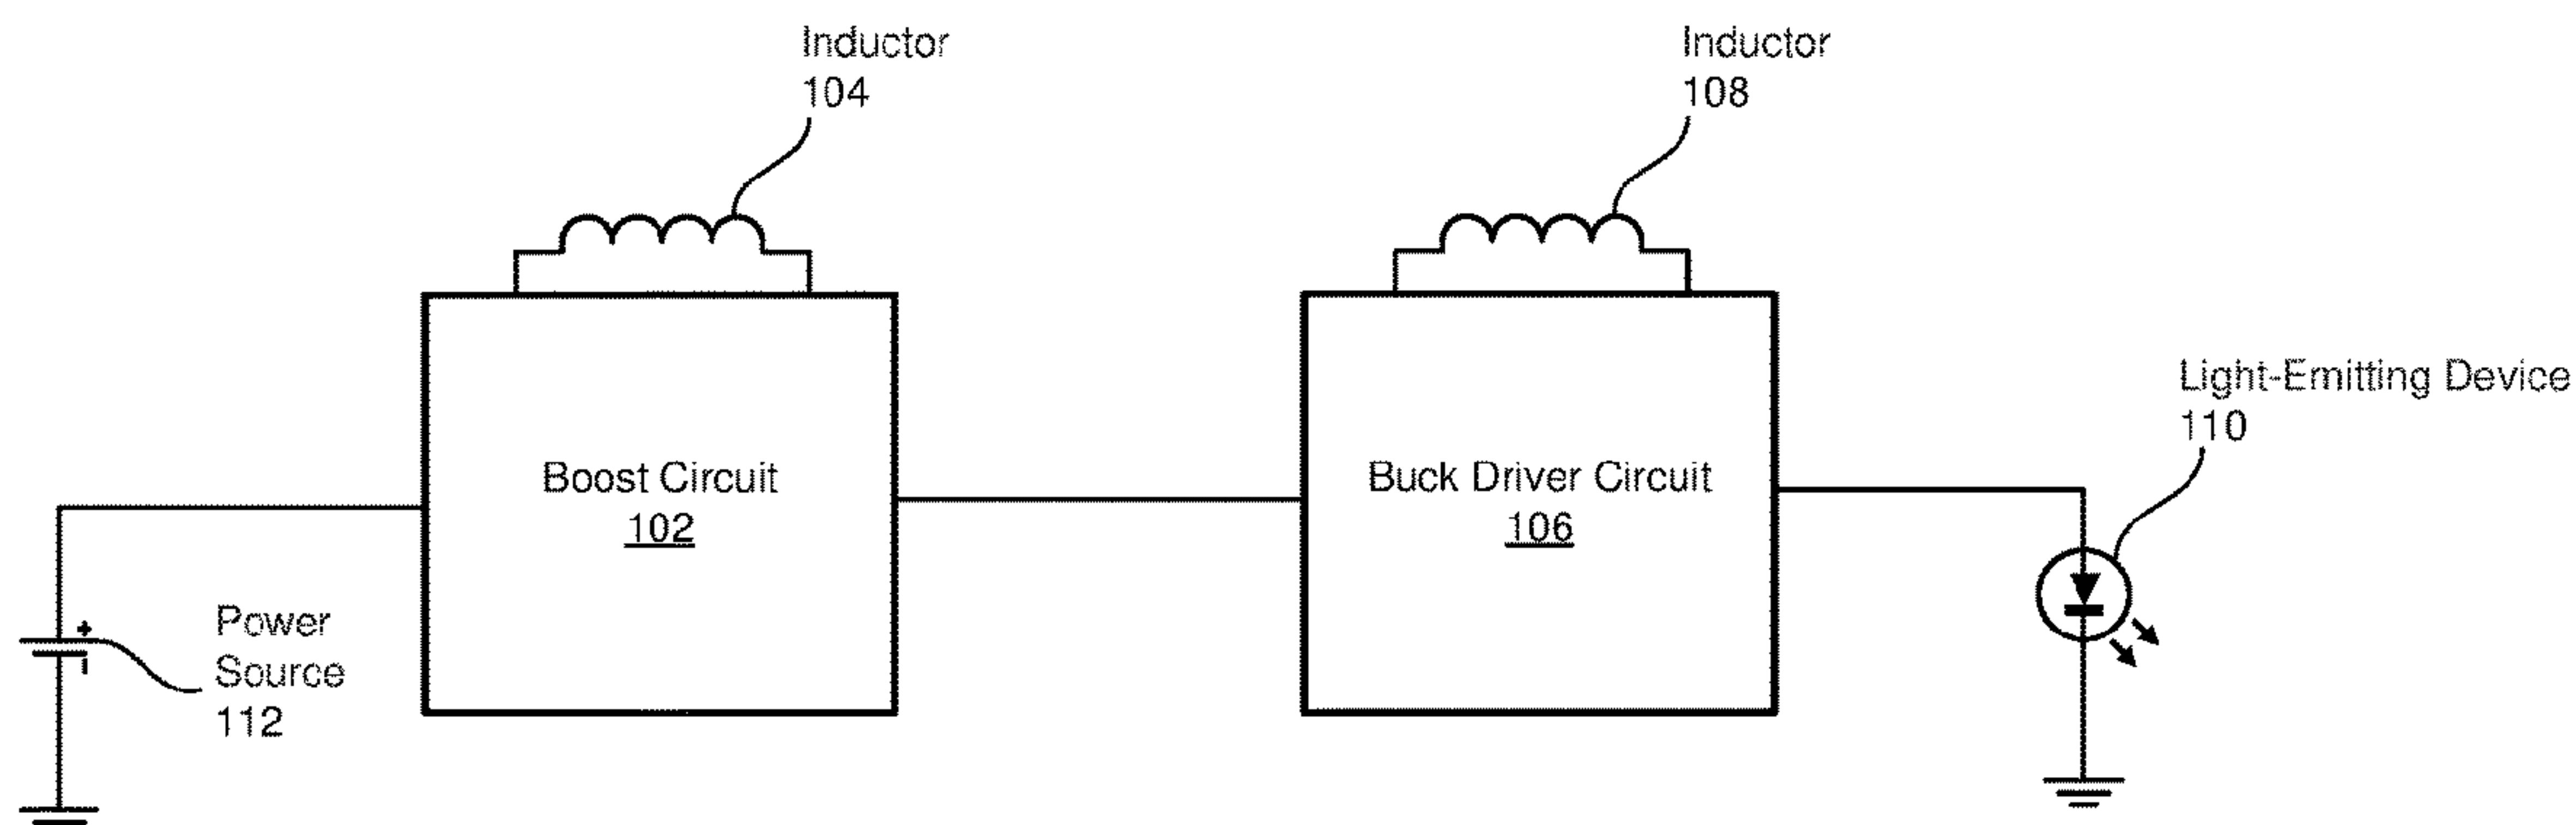 Inductor
104
Inductor
108
Light-Emitting Device
110
Boost Circuit
102
Buck Driver Circuit
106
+
-
Power
Source
112